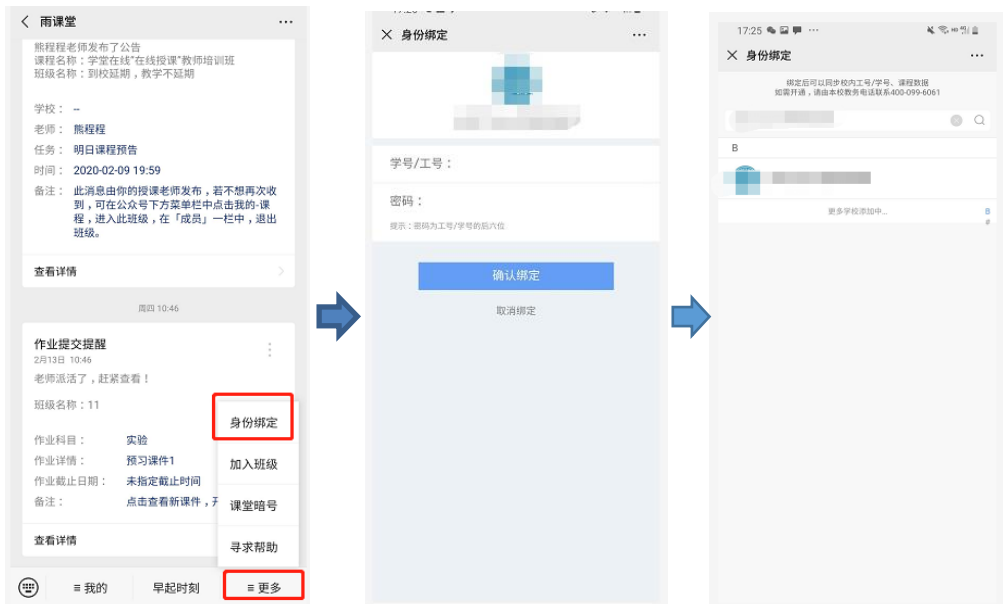 雨课堂
熊程程老师发布了公告
课程名称：学堂在线"在线授课"教师培训班
班级名称：到校延期，教学不延期
学校： --
老师： 熊程程
任务： 明日课程预告
时间： 2020-02-09 19:59
备注： 此消息由你的授课老师发布，若不想再次收
到，可在公众号下方菜单栏中点击我的-课
程，进入此班级，在「成员」一栏中，退出
班级。
查看详情
周四 10:46
作业提交提醒
2月13日 10:46
老师派活了，赶紧查看！
班级名称：11
作业科目： 实验
作业详情： 预习课件1
作业截止日期： 未指定截止时间
备注： 点击查看新课件，开
查看详情
身份绑定
加入班级
课堂暗号
寻求帮助
≡ 我的 早起时刻 ≡ 更多
身份绑定
学号/工号：
密码：
提示：密码为工号/学号的后六位
确认绑定
取消绑定
17:25
身份绑定
绑定后可以同步校内工号/学号、课程数据
如需开通，请由本校教务电话联系400-099-6061
B
更多学校添加中...
B
#